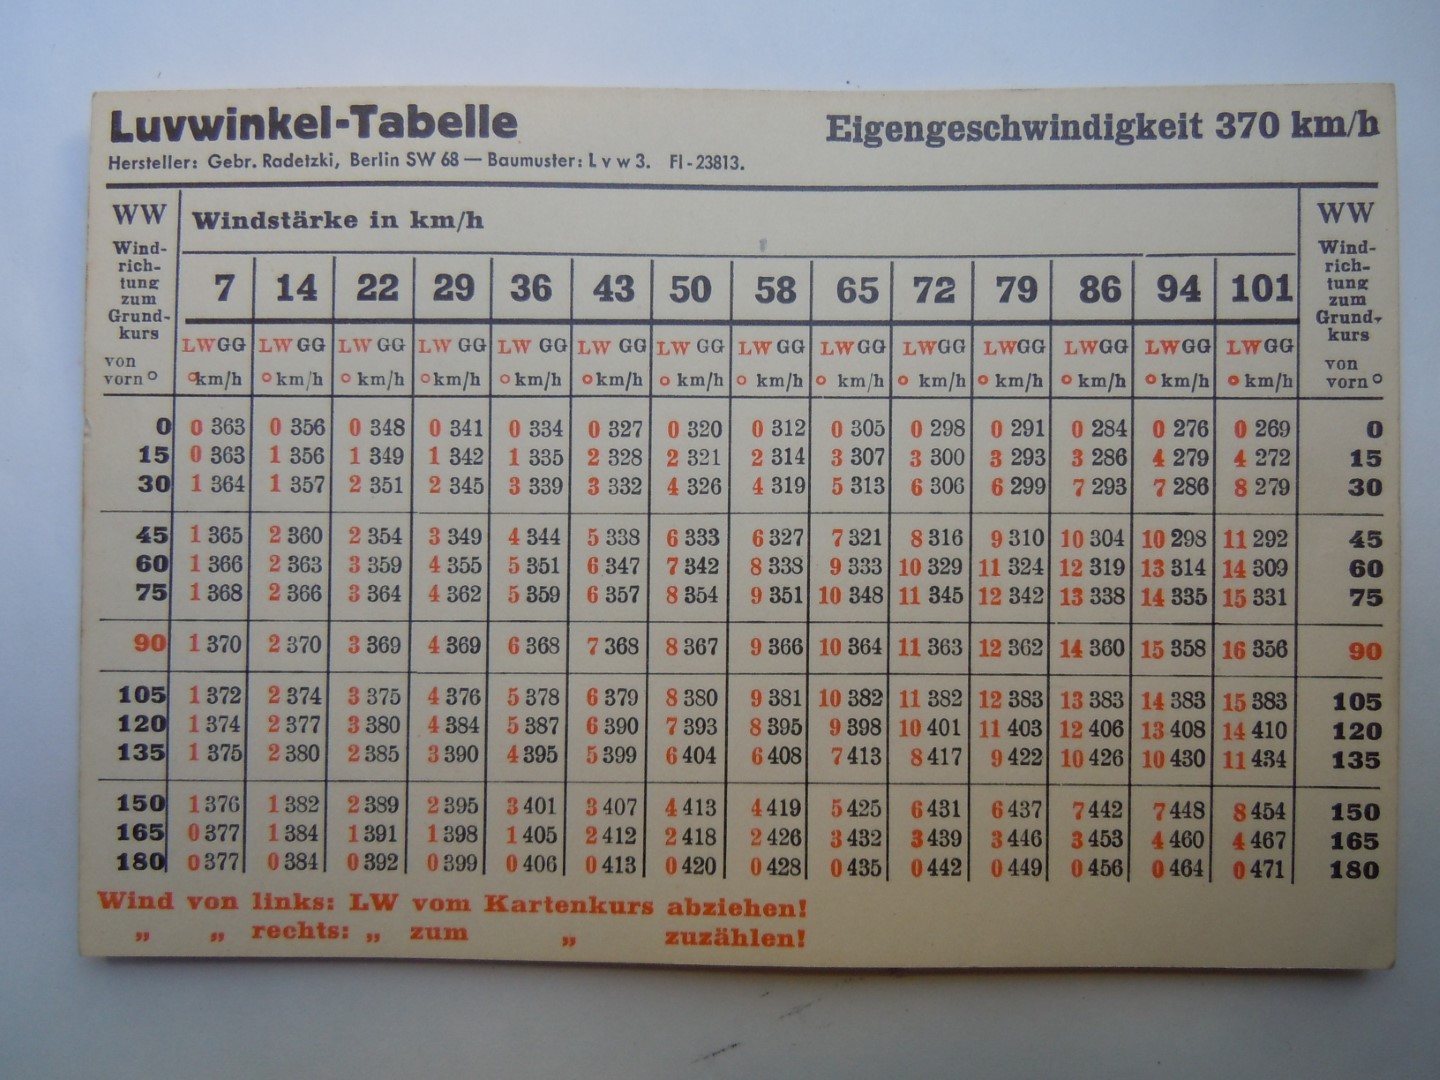 Luvwinkel-Tabelle Eigengeschwindigkeit 370 km/h
Hersteller: Gebr. Radetzki, Berlin SW 68 — Baumuster: L v w 3. Fl-23813.
WW Windstärke in km/h WW
Wind- Wind-
rich- rich-
tung tung
zum zum
Grund- Grund-
kurs kurs
von von
vorn° vorn°
7 14 22 29 36 43 50 58 65 72 79 86 94 101
LW GG LW GG LW GG LW GG LW GG LW GG LW GG LW GG LW GG LW GG LW GG LW GG LW GG LW GG
° km/h ° km/h ° km/h ° km/h ° km/h ° km/h ° km/h ° km/h ° km/h ° km/h ° km/h ° km/h ° km/h ° km/h
0 0 363 0 356 0 348 0 341 0 334 0 327 0 320 0 312 0 305 0 298 0 291 0 284 0 276 0 269 0
15 0 363 1 356 1 349 1 342 1 335 2 328 2 321 2 314 3 307 3 300 3 293 3 286 4 279 4 272 15
30 1 364 1 357 2 351 2 345 3 339 3 332 4 326 4 319 5 313 6 306 6 299 7 293 7 286 8 279 30
45 1 365 2 360 2 354 3 349 4 344 5 338 6 333 6 327 7 321 8 316 9 310 10 304 10 298 11 292 45
60 1 366 2 363 3 359 4 355 5 351 6 347 7 342 8 338 9 333 10 329 11 324 12 319 13 314 14 309 60
75 1 368 2 366 3 364 4 362 5 359 6 357 8 354 9 351 10 348 11 345 12 342 13 338 14 335 15 331 75
90 1 370 2 370 3 369 4 369 6 368 7 368 8 367 9 366 10 364 11 363 12 362 14 360 15 358 16 356 90
105 1 372 2 374 3 375 4 376 5 378 6 379 8 380 9 381 10 382 11 382 12 383 13 383 14 383 15 383 105
120 1 374 2 377 3 380 4 384 5 387 6 390 7 393 8 395 9 398 10 401 11 403 12 406 13 408 14 410 120
135 1 375 2 380 2 385 3 390 4 395 5 399 6 404 6 408 7 413 8 417 9 422 10 426 10 430 11 434 135
150 1 376 1 382 2 389 2 395 3 401 3 407 4 413 4 419 5 425 6 431 6 437 7 442 7 448 8 454 150
165 0 377 1 384 1 391 1 398 1 405 2 412 2 418 2 426 3 432 3 439 3 446 3 453 4 460 4 467 165
180 0 377 0 384 0 392 0 399 0 406 0 413 0 420 0 428 0 435 0 442 0 449 0 456 0 464 0 471 180
Wind von links: LW vom Kartenkurs abziehen!
„ „ rechts: „ zum „ zuzählen!